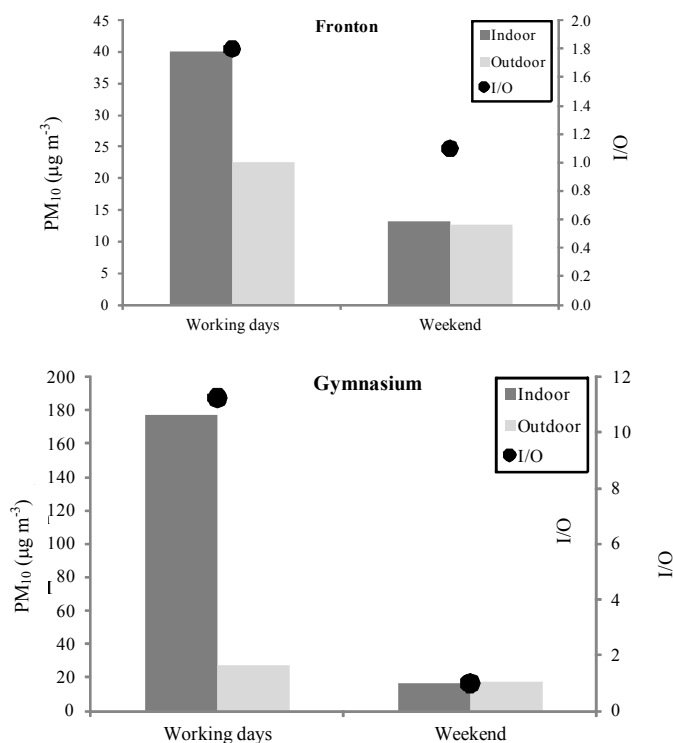 Fronton
Indoor
Outdoor
I/O
45
40
35
30
25
20
15
10
5
0
PM₁₀ (µg m⁻³)
2.0
1.8
1.6
1.4
1.2
1.0
0.8
0.6
0.4
0.2
0.0
I/O
Working days
Weekend
Gymnasium
Indoor
Outdoor
I/O
200
180
160
140
120
100
80
60
40
20
0
PM₁₀ (µg m⁻³)
12
10
8
6
4
2
0
I/O
I/O
Working days
Weekend